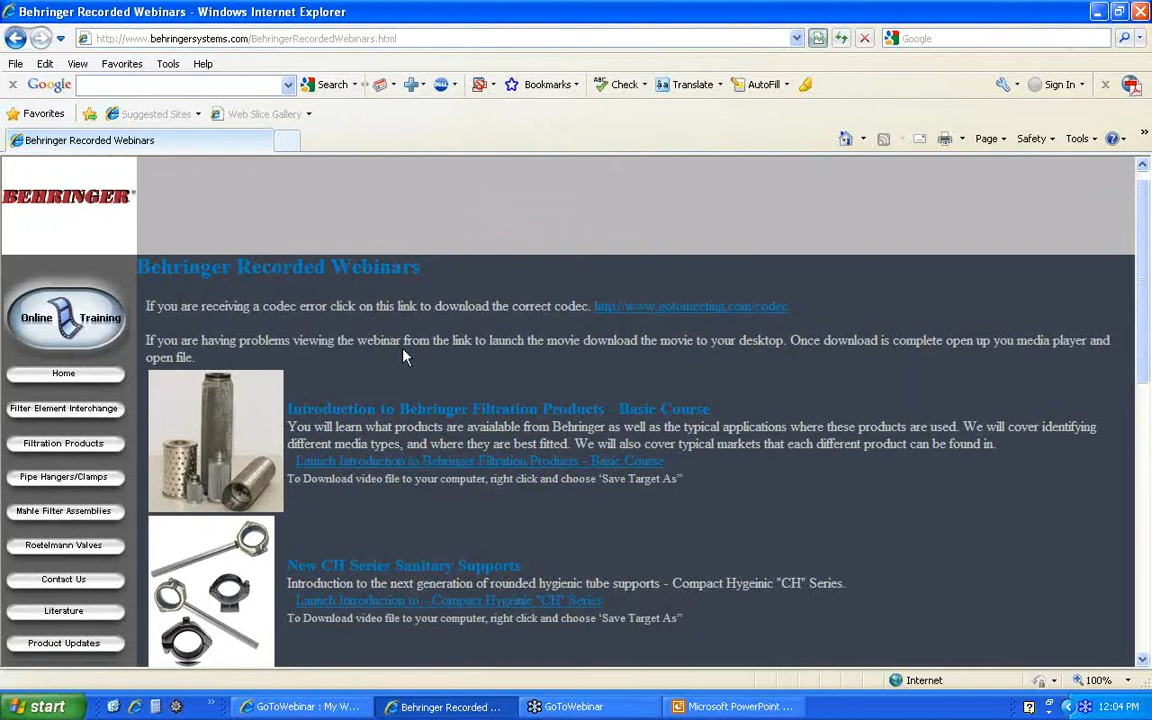 Behringer Recorded Webinars - Windows Internet Explorer
http://www.behringersystems.com/BehringerRecordedWebinars.html
Google
File Edit View Favorites Tools Help
x Google Search Bookmarks Check Translate AutoFill Sign In
Favorites Suggested Sites Web Slice Gallery
Behringer Recorded Webinars
Page Safety Tools
BEHRINGER®
Behringer Recorded Webinars
If you are receiving a codec error click on this link to download the correct codec. http://www.gotomeeting.com/codec
If you are having problems viewing the webinar from the link to launch the movie download the movie to your desktop. Once download is complete open up you media player and
open file.
Online Training
Home
Filter Element Interchange
Filtration Products
Pipe Hangers/Clamps
Mahle Filter Assemblies
Roetelmann Valves
Contact Us
Literature
Product Updates
Introduction to Behringer Filtration Products - Basic Course
You will learn what products are avaialable from Behringer as well as the typical applications where these products are used. We will cover identifying
different media types, and where they are best fitted. We will also cover typical markets that each different product can be found in.
Launch Introduction to Behringer Filtration Products - Basic Course
To Download video file to your computer, right click and choose ‘Save Target As”
New CH Series Sanitary Supports
Introduction to the next generation of rounded hygienic tube supports - Compact Hygeinic "CH" Series.
Launch Introduction to - Compact Hygeinic "CH" Series
To Download video file to your computer, right click and choose ‘Save Target As”
Internet 100%
start GoToWebinar : My W... Behringer Recorded ... GoToWebinar Microsoft PowerPoint ... 12:04 PM